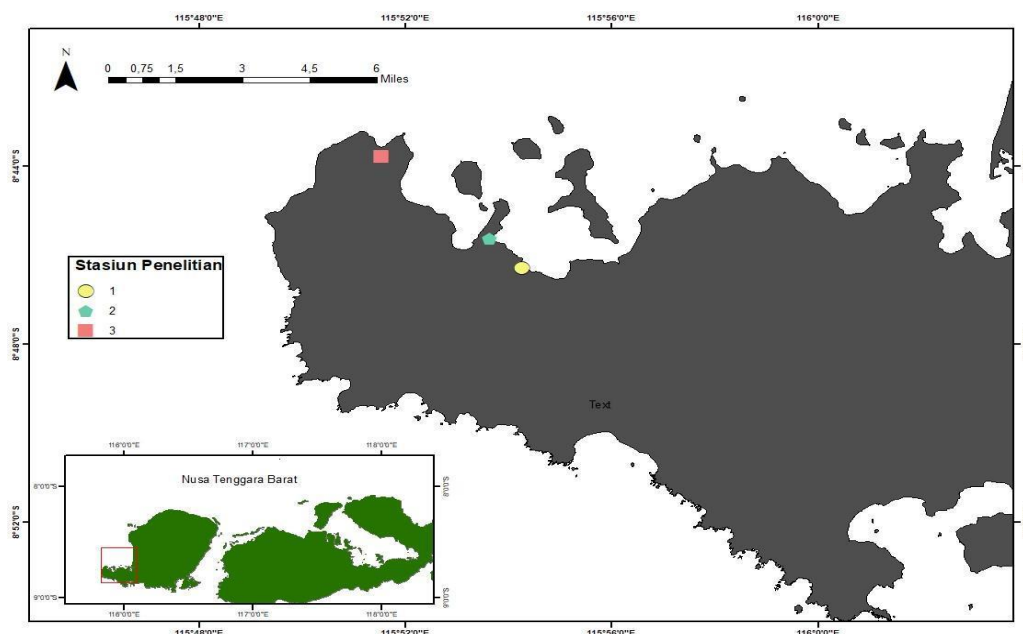 115°48'0"E 115°52'0"E 115°56'0"E 116°0'0"E
N
0 0,75 1,5 3 4,5 6
Miles
8°44'0"S
Stasiun Penelitian
1
2
3
8°48'0"S
Text
116°0'0"E 117°0'0"E 118°0'0"E
Nusa Tenggara Barat
8°0'0"S 8°0'0"S
8°52'0"S
9°0'0"S 9°0'0"S
116°0'0"E 117°0'0"E 118°0'0"E
115°48'0"E 115°52'0"E 115°56'0"E 116°0'0"E